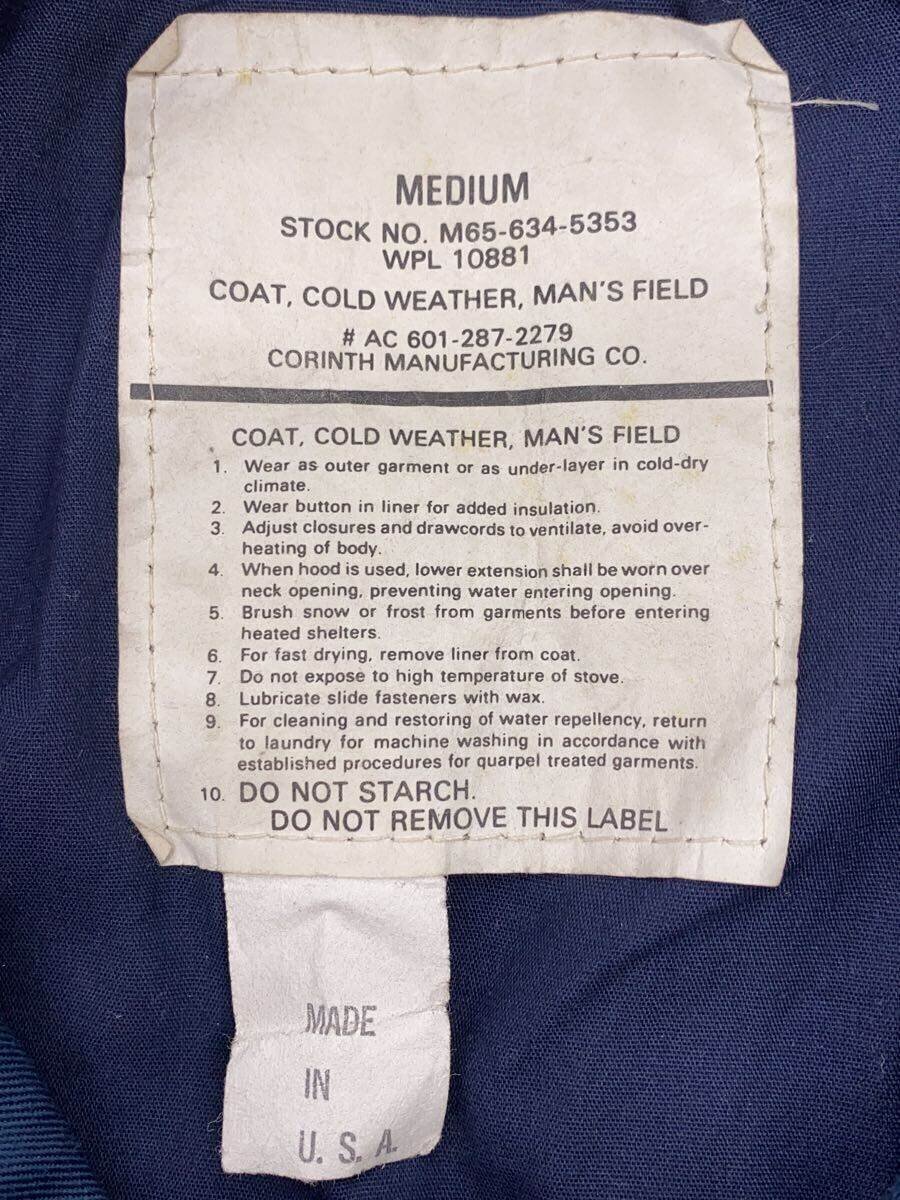 MEDIUM
STOCK NO. M65-634-5353
WPL 10881
COAT, COLD WEATHER, MAN'S FIELD
# AC 601-287-2279
CORINTH MANUFACTURING CO.
COAT, COLD WEATHER, MAN'S FIELD
1. Wear as outer garment or as under-layer in cold-dry
climate.
2. Wear button in liner for added insulation.
3. Adjust closures and drawcords to ventilate, avoid over-
heating of body.
4. When hood is used, lower extension shall be worn over
neck opening, preventing water entering opening.
5. Brush snow or frost from garments before entering
heated shelters.
6. For fast drying, remove liner from coat.
7. Do not expose to high temperature of stove.
8. Lubricate slide fasteners with wax.
9. For cleaning and restoring of water repellency, return
to laundry for machine washing in accordance with
established procedures for quarpel treated garments.
10. DO NOT STARCH.
DO NOT REMOVE THIS LABEL
MADE
IN
U. S. A.